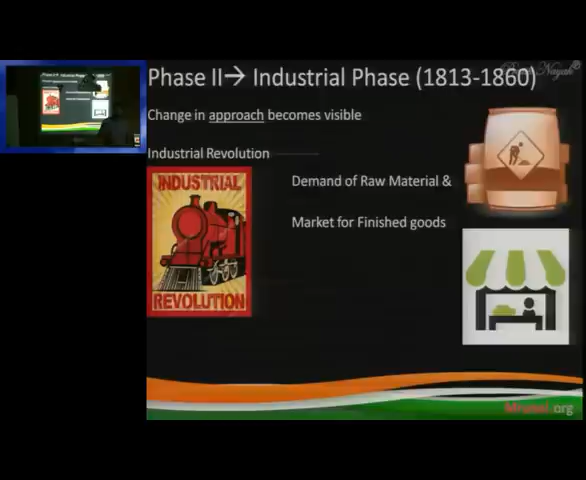 Phase II→ Industrial Phase (1813-1860)
Change in approach becomes visible
Industrial Revolution
INDUSTRIAL
REVOLUTION
Demand of Raw Material &
Market for Finished goods
Mrunal.org